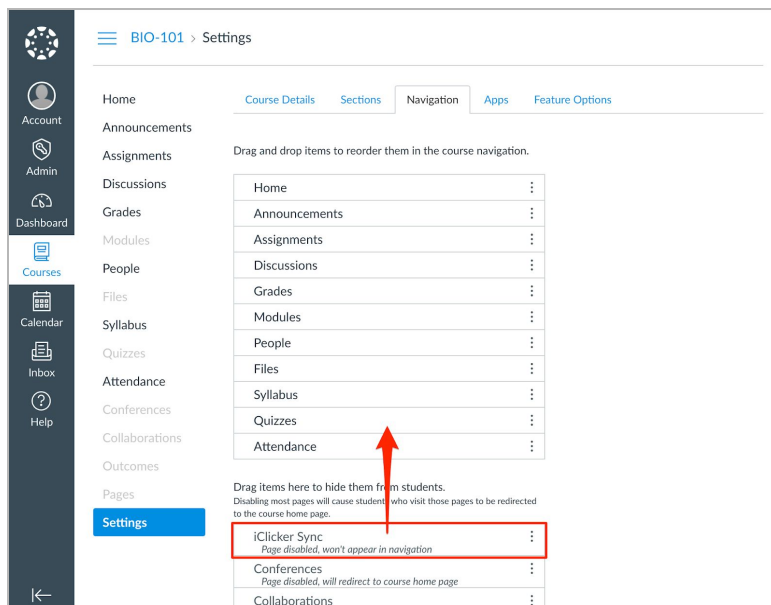 BIO-101 > Settings
Account
Admin
Dashboard
Courses
Calendar
Inbox
Help
Home
Announcements
Assignments
Discussions
Grades
Modules
People
Files
Syllabus
Quizzes
Attendance
Conferences
Collaborations
Outcomes
Pages
Settings
Course Details Sections Navigation Apps Feature Options
Drag and drop items to reorder them in the course navigation.
Home
Announcements
Assignments
Discussions
Grades
Modules
People
Files
Syllabus
Quizzes
Attendance
Drag items here to hide them from students.
Disabling most pages will cause students who visit those pages to be redirected
to the course home page.
iClicker Sync
Page disabled, won't appear in navigation
Conferences
Page disabled, will redirect to course home page
Collaborations